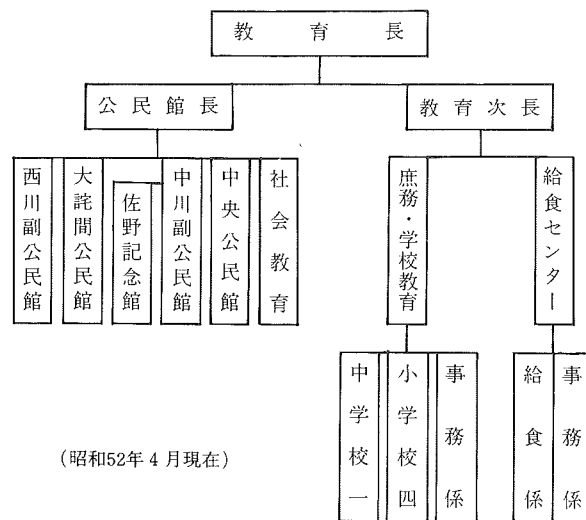 教育長
公民館長
教育次長
社会教育
中央公民館
中川副公民館
佐野記念館
大詫間公民館
西川副公民館
給食センター
庶務・学校教育
事務係
給食係
事務係
小学校四
中学校一
（昭和52年4月現在）